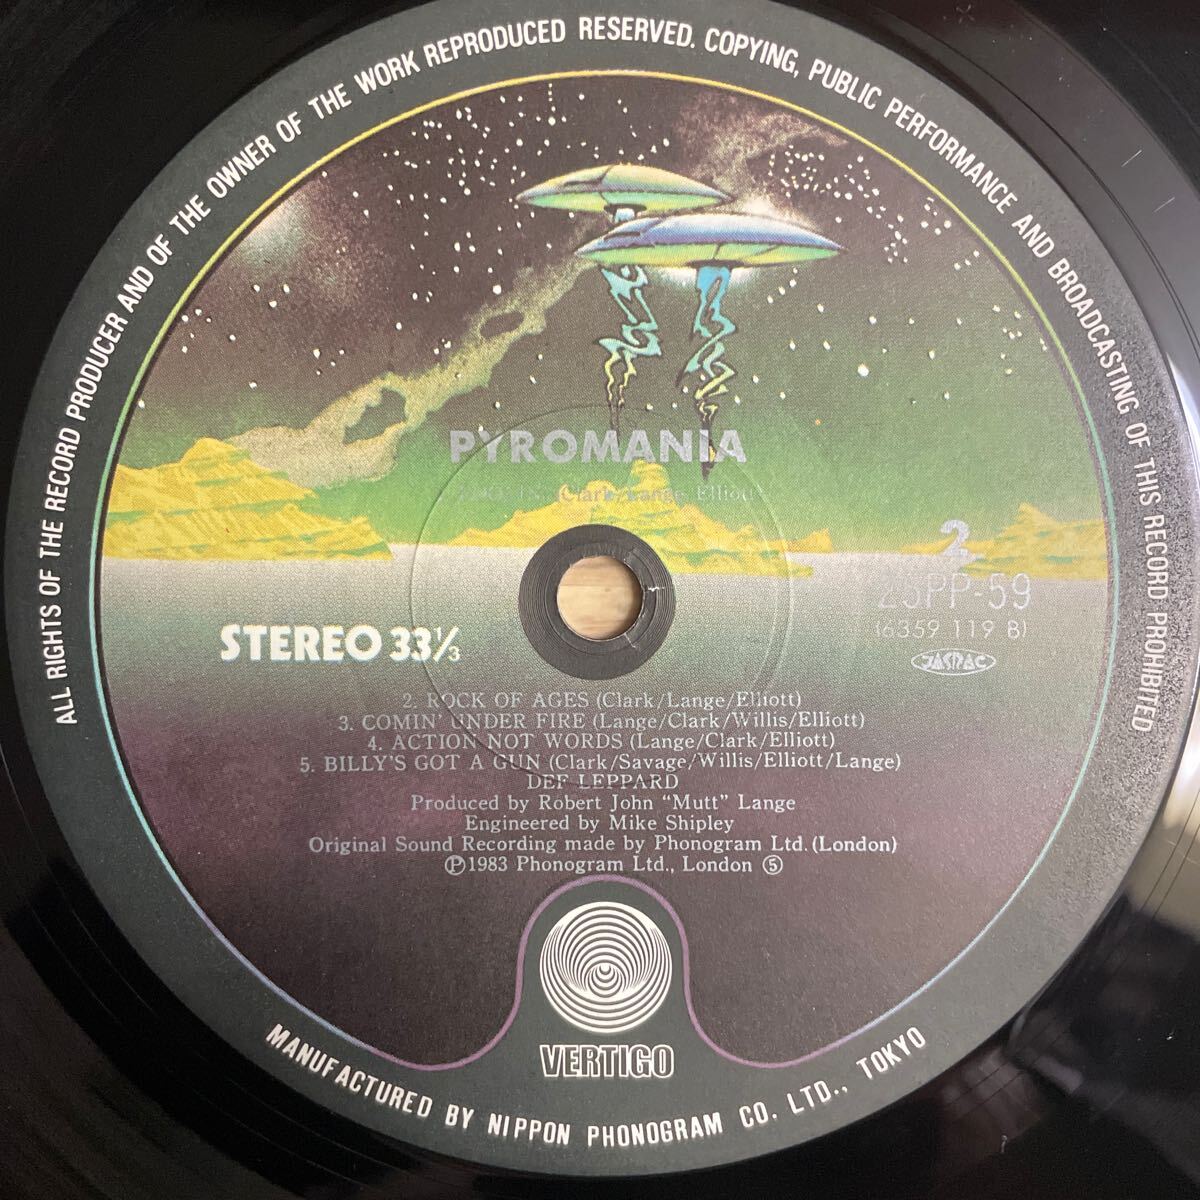 ALL RIGHTS OF THE RECORD PRODUCER AND OF THE OWNER OF THE WORK REPRODUCED RESERVED. COPYING, PUBLIC PERFORMANCE AND BROADCASTING OF THIS RECORD PROHIBITED
PYROMANIA
(Clark/Lange/Elliott)
2
25PP-59
(6359 119 B)
JASRAC
STEREO 33⅓
2. ROCK OF AGES (Clark/Lange/Elliott)
3. COMIN' UNDER FIRE (Lange/Clark/Willis/Elliott)
4. ACTION NOT WORDS (Lange/Clark/Elliott)
5. BILLY'S GOT A GUN (Clark/Savage/Willis/Elliott/Lange)
DEF LEPPARD
Produced by Robert John “Mutt” Lange
Engineered by Mike Shipley
Original Sound Recording made by Phonogram Ltd. (London)
Ⓟ1983 Phonogram Ltd., London ⑤
VERTIGO
MANUFACTURED BY NIPPON PHONOGRAM CO. LTD., TOKYO